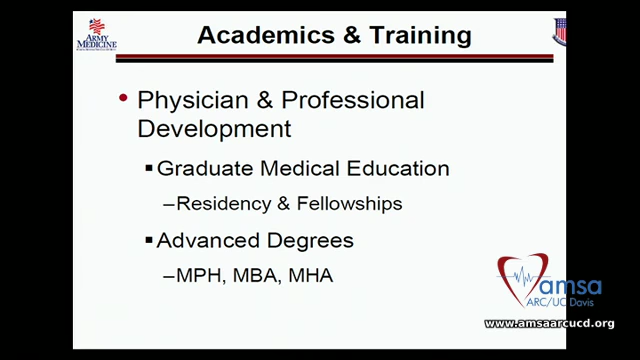 Academics & Training
ARMY
MEDICINE
Physician & Professional
Development
Graduate Medical Education
–Residency & Fellowships
Advanced Degrees
–MPH, MBA, MHA
amsa
ARC/UC Davis
www.amsaarcucd.org